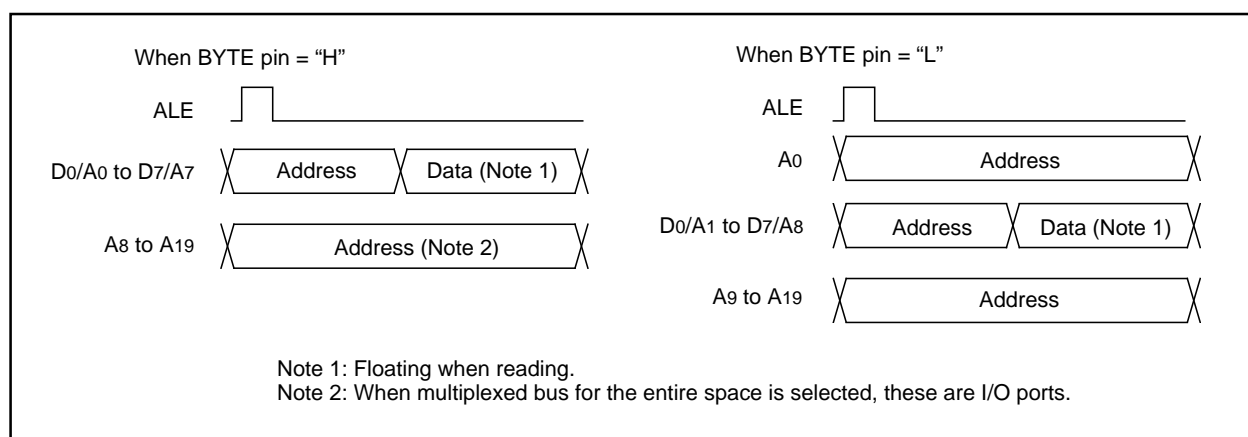 When BYTE pin = “H”
ALE
D0/A0 to D7/A7
Address
Data (Note 1)
A8 to A19
Address (Note 2)
When BYTE pin = “L”
ALE
A0
Address
D0/A1 to D7/A8
Address
Data (Note 1)
A9 to A19
Address
Note 1: Floating when reading.
Note 2: When multiplexed bus for the entire space is selected, these are I/O ports.